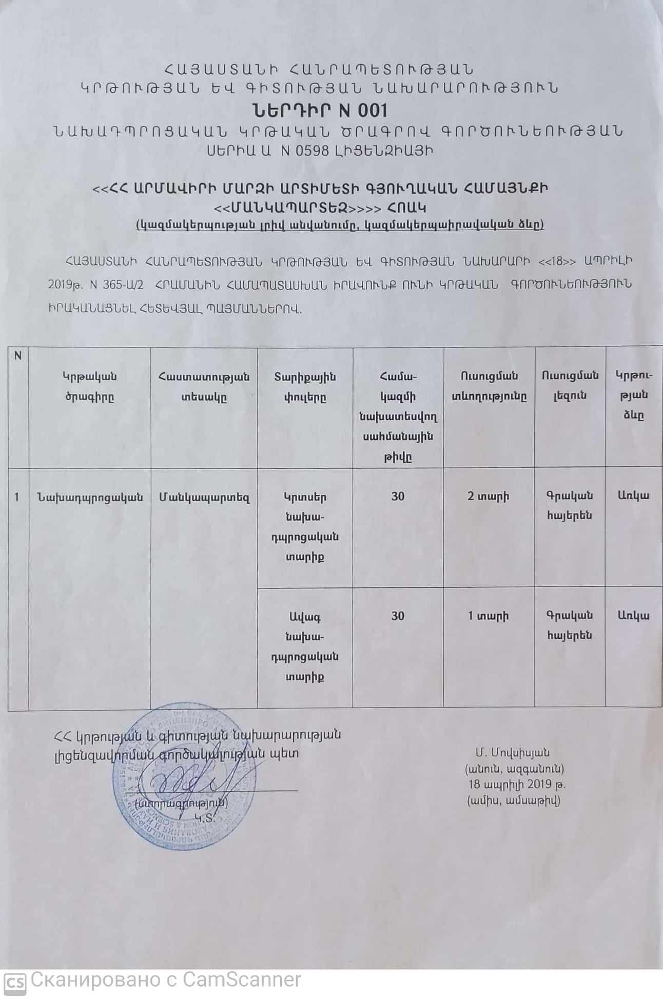 ՀԱՅԱՍՏԱՆԻ ՀԱՆՐԱՊԵՏՈՒԹՅԱՆ
ԿՐԹՈՒԹՅԱՆ ԵՎ ԳԻՏՈՒԹՅԱՆ ՆԱԽԱՐԱՐՈՒԹՅՈՒՆ
ՆԵՐԴԻՐ N 001
ՆԱԽԱԴՊՐՈՑԱԿԱՆ ԿՐԹԱԿԱՆ ԾՐԱԳՐՈՎ ԳՈՐԾՈՒՆԵՈՒԹՅԱՆ
ՍԵՐԻԱ Ա N 0598 ԼԻՑԵՆԶԻԱՅԻ
<<ՀՀ ԱՐՄԱՎԻՐԻ ՄԱՐԶԻ ԱՐՏԻՄԵՏԻ ԳՅՈՒՂԱԿԱՆ ՀԱՄԱՅՆՔԻ
<<ՄԱՆԿԱՊԱՐՏԵԶ>>>> ՀՈԱԿ
(կազմակերպության լրիվ անվանումը, կազմակերպաիրավական ձևը)
ՀԱՅԱՍՏԱՆԻ ՀԱՆՐԱՊԵՏՈՒԹՅԱՆ ԿՐԹՈՒԹՅԱՆ ԵՎ ԳԻՏՈՒԹՅԱՆ ՆԱԽԱՐԱՐԻ <<18>> ԱՊՐԻԼԻ
2019թ. N 365-Ա/2 ՀՐԱՄԱՆԻՆ ՀԱՄԱՊԱՏԱՍԽԱՆ ԻՐԱՎՈՒՆՔ ՈՒՆԻ ԿՐԹԱԿԱՆ ԳՈՐԾՈՒՆԵՈՒԹՅՈՒՆ
ԻՐԱԿԱՆԱՑՆԵԼ ՀԵՏԵՎՅԱԼ ՊԱՅՄԱՆՆԵՐՈՎ.
N
Կրթական
ծրագիրը
Հաստատության
տեսակը
Տարիքային
փուլերը
Համա-
կազմի
նախատեսվող
սահմանային
թիվը
Ուսուցման
տևողությունը
Ուսուցման
լեզուն
Կրթու-
թյան
ձևը
1
Նախադպրոցական
Մանկապարտեզ
Կրտսեր
նախա-
դպրոցական
տարիք
30
2 տարի
Գրական
հայերեն
Առկա
Ավագ
նախա-
դպրոցական
տարիք
30
1 տարի
Գրական
հայերեն
Առկա
ՀՀ կրթության և գիտության նախարարության
լիցենզավորման գործակալության պետ
(ստորագրություն)
Կ.Տ.
Մ. Մովսիսյան
(անուն, ազգանուն)
18 ապրիլի 2019 թ.
(ամիս, ամսաթիվ)
CS Сканировано с CamScanner